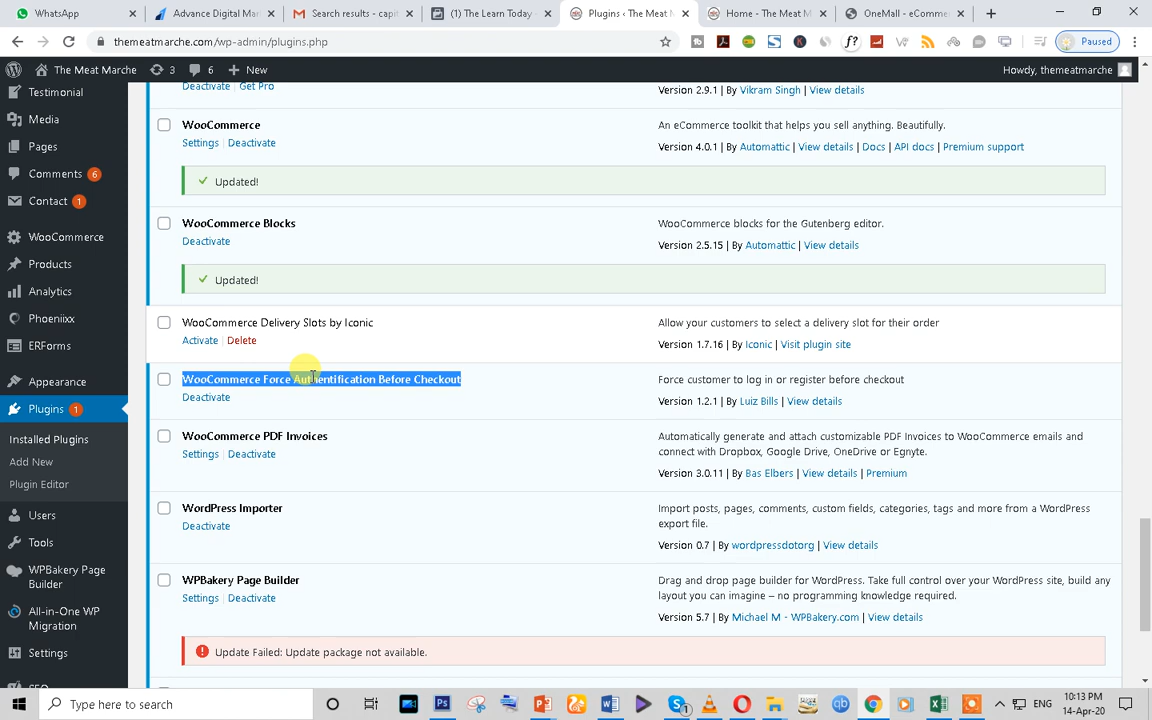 WhatsApp
Advance Digital Mar
Search results - capit
(1) The Learn Today -
Plugins ‹ The Meat M
Home - The Meat M
OneMall - eComme
themeatmarche.com/wp-admin/plugins.php
Paused
The Meat Marche
3
6
New
Howdy, themeatmarche
Testimonial
Media
Pages
Comments 6
Contact 1
WooCommerce
Products
Analytics
Phoeniixx
ERForms
Appearance
Plugins 1
Installed Plugins
Add New
Plugin Editor
Users
Tools
WPBakery Page
Builder
All-in-One WP
Migration
Settings
SEO
Deactivate | Get Pro
Version 2.9.1 | By Vikram Singh | View details
WooCommerce
Settings | Deactivate
An eCommerce toolkit that helps you sell anything. Beautifully.
Version 4.0.1 | By Automattic | View details | Docs | API docs | Premium support
Updated!
WooCommerce Blocks
Deactivate
WooCommerce blocks for the Gutenberg editor.
Version 2.5.15 | By Automattic | View details
Updated!
WooCommerce Delivery Slots by Iconic
Activate | Delete
Allow your customers to select a delivery slot for their order
Version 1.7.16 | By Iconic | Visit plugin site
WooCommerce Force Authentification Before Checkout
Deactivate
Force customer to log in or register before checkout
Version 1.2.1 | By Luiz Bills | View details
WooCommerce PDF Invoices
Settings | Deactivate
Automatically generate and attach customizable PDF Invoices to WooCommerce emails and
connect with Dropbox, Google Drive, OneDrive or Egnyte.
Version 3.0.11 | By Bas Elbers | View details | Premium
WordPress Importer
Deactivate
Import posts, pages, comments, custom fields, categories, tags and more from a WordPress
export file.
Version 0.7 | By wordpressdotorg | View details
WPBakery Page Builder
Settings | Deactivate
Drag and drop page builder for WordPress. Take full control over your WordPress site, build any
layout you can imagine – no programming knowledge required.
Version 5.7 | By Michael M - WPBakery.com | View details
Update Failed: Update package not available.
Type here to search
ENG
10:13 PM
14-Apr-20